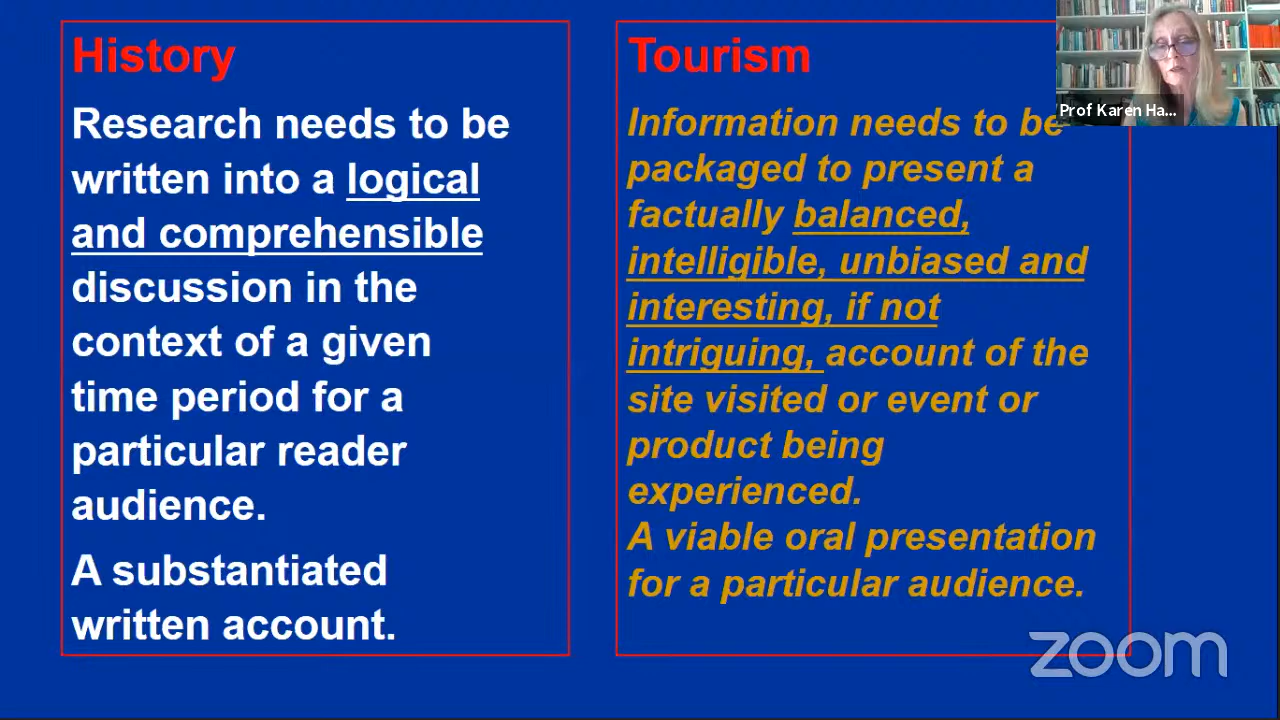 History
Research needs to be
written into a logical
and comprehensible
discussion in the
context of a given
time period for a
particular reader
audience.
A substantiated
written account.
Tourism
Information needs to be
packaged to present a
factually balanced,
intelligible, unbiased and
interesting, if not
intriguing, account of the
site visited or event or
product being
experienced.
A viable oral presentation
for a particular audience.
Prof Karen Ha...
zoom